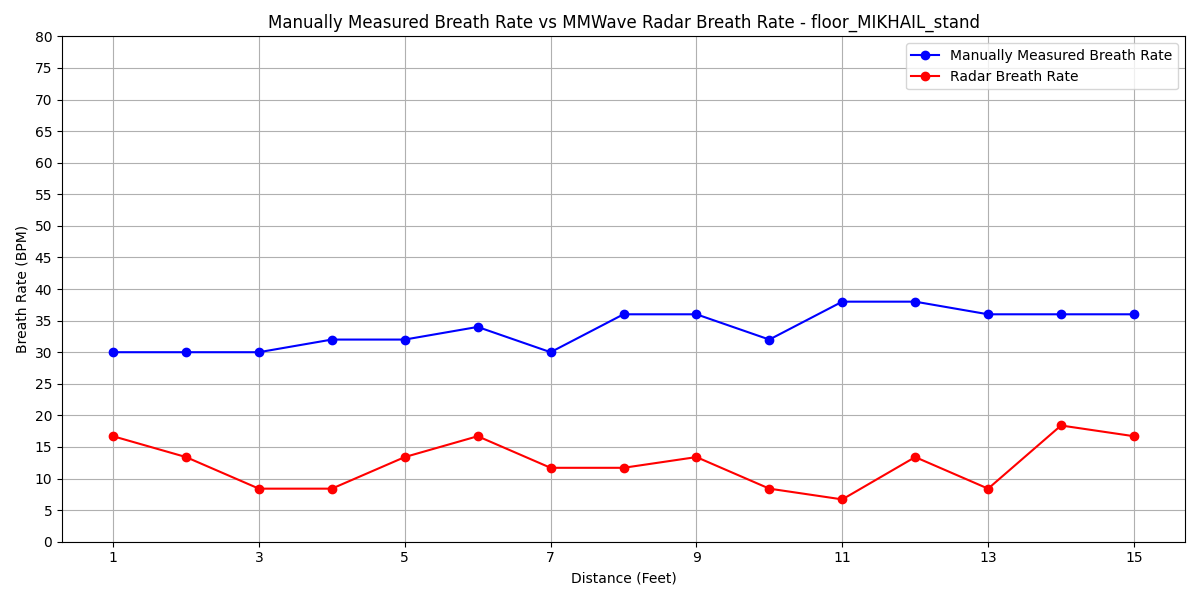 Manually Measured Breath Rate vs MMWave Radar Breath Rate - floor_MIKHAIL_stand
Manually Measured Breath Rate
Radar Breath Rate
Breath Rate (BPM)
80
75
70
65
60
55
50
45
40
35
30
25
20
15
10
5
0
1 3 5 7 9 11 13 15
Distance (Feet)